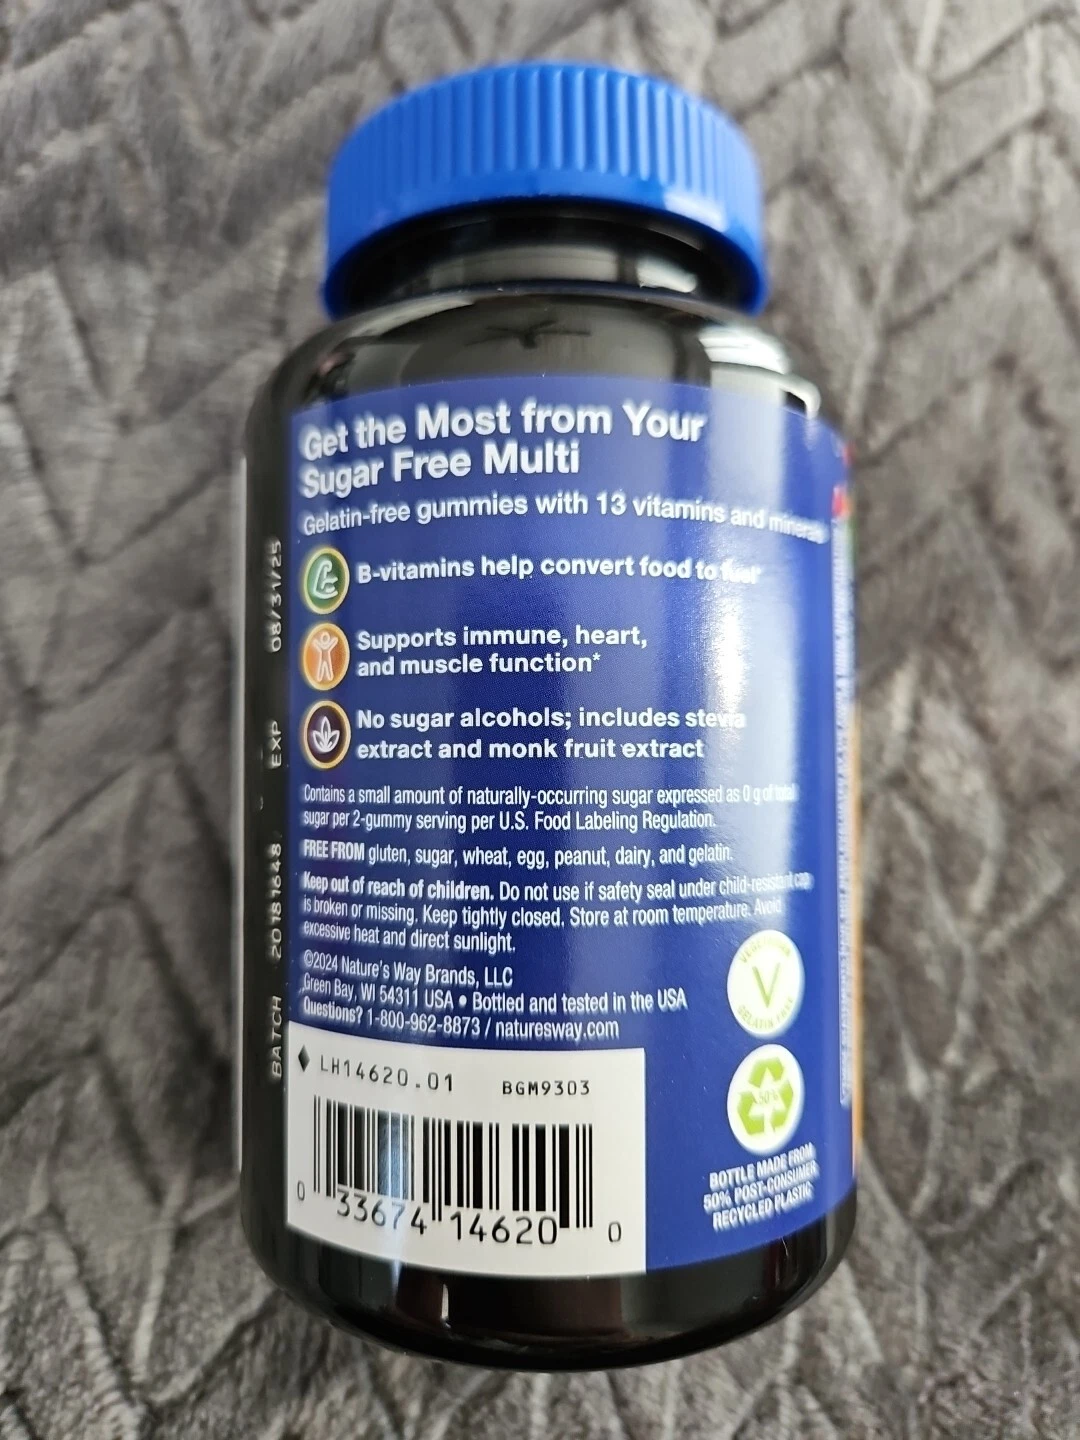 Get the Most from Your
Sugar Free Multi
Gelatin-free gummies with 13 vitamins and minerals
B-vitamins help convert food to fuel*
Supports immune, heart,
and muscle function*
No sugar alcohols; includes stevia
extract and monk fruit extract
Contains a small amount of naturally-occurring sugar expressed as 0 g of total
sugar per 2-gummy serving per U.S. Food Labeling Regulation.
FREE FROM gluten, sugar, wheat, egg, peanut, dairy, and gelatin.
Keep out of reach of children. Do not use if safety seal under child-resistant cap
is broken or missing. Keep tightly closed. Store at room temperature. Avoid
excessive heat and direct sunlight.
©2024 Nature's Way Brands, LLC
Green Bay, WI 54311 USA • Bottled and tested in the USA
Questions? 1-800-962-8873 / naturesway.com
LH14620.01 BGM9303
0 33674 14620 0
VEGETARIAN
V
GELATIN FREE
50%
BOTTLE MADE FROM
50% POST-CONSUMER
RECYCLED PLASTIC
BATCH 20181648 EXP 08/31/25